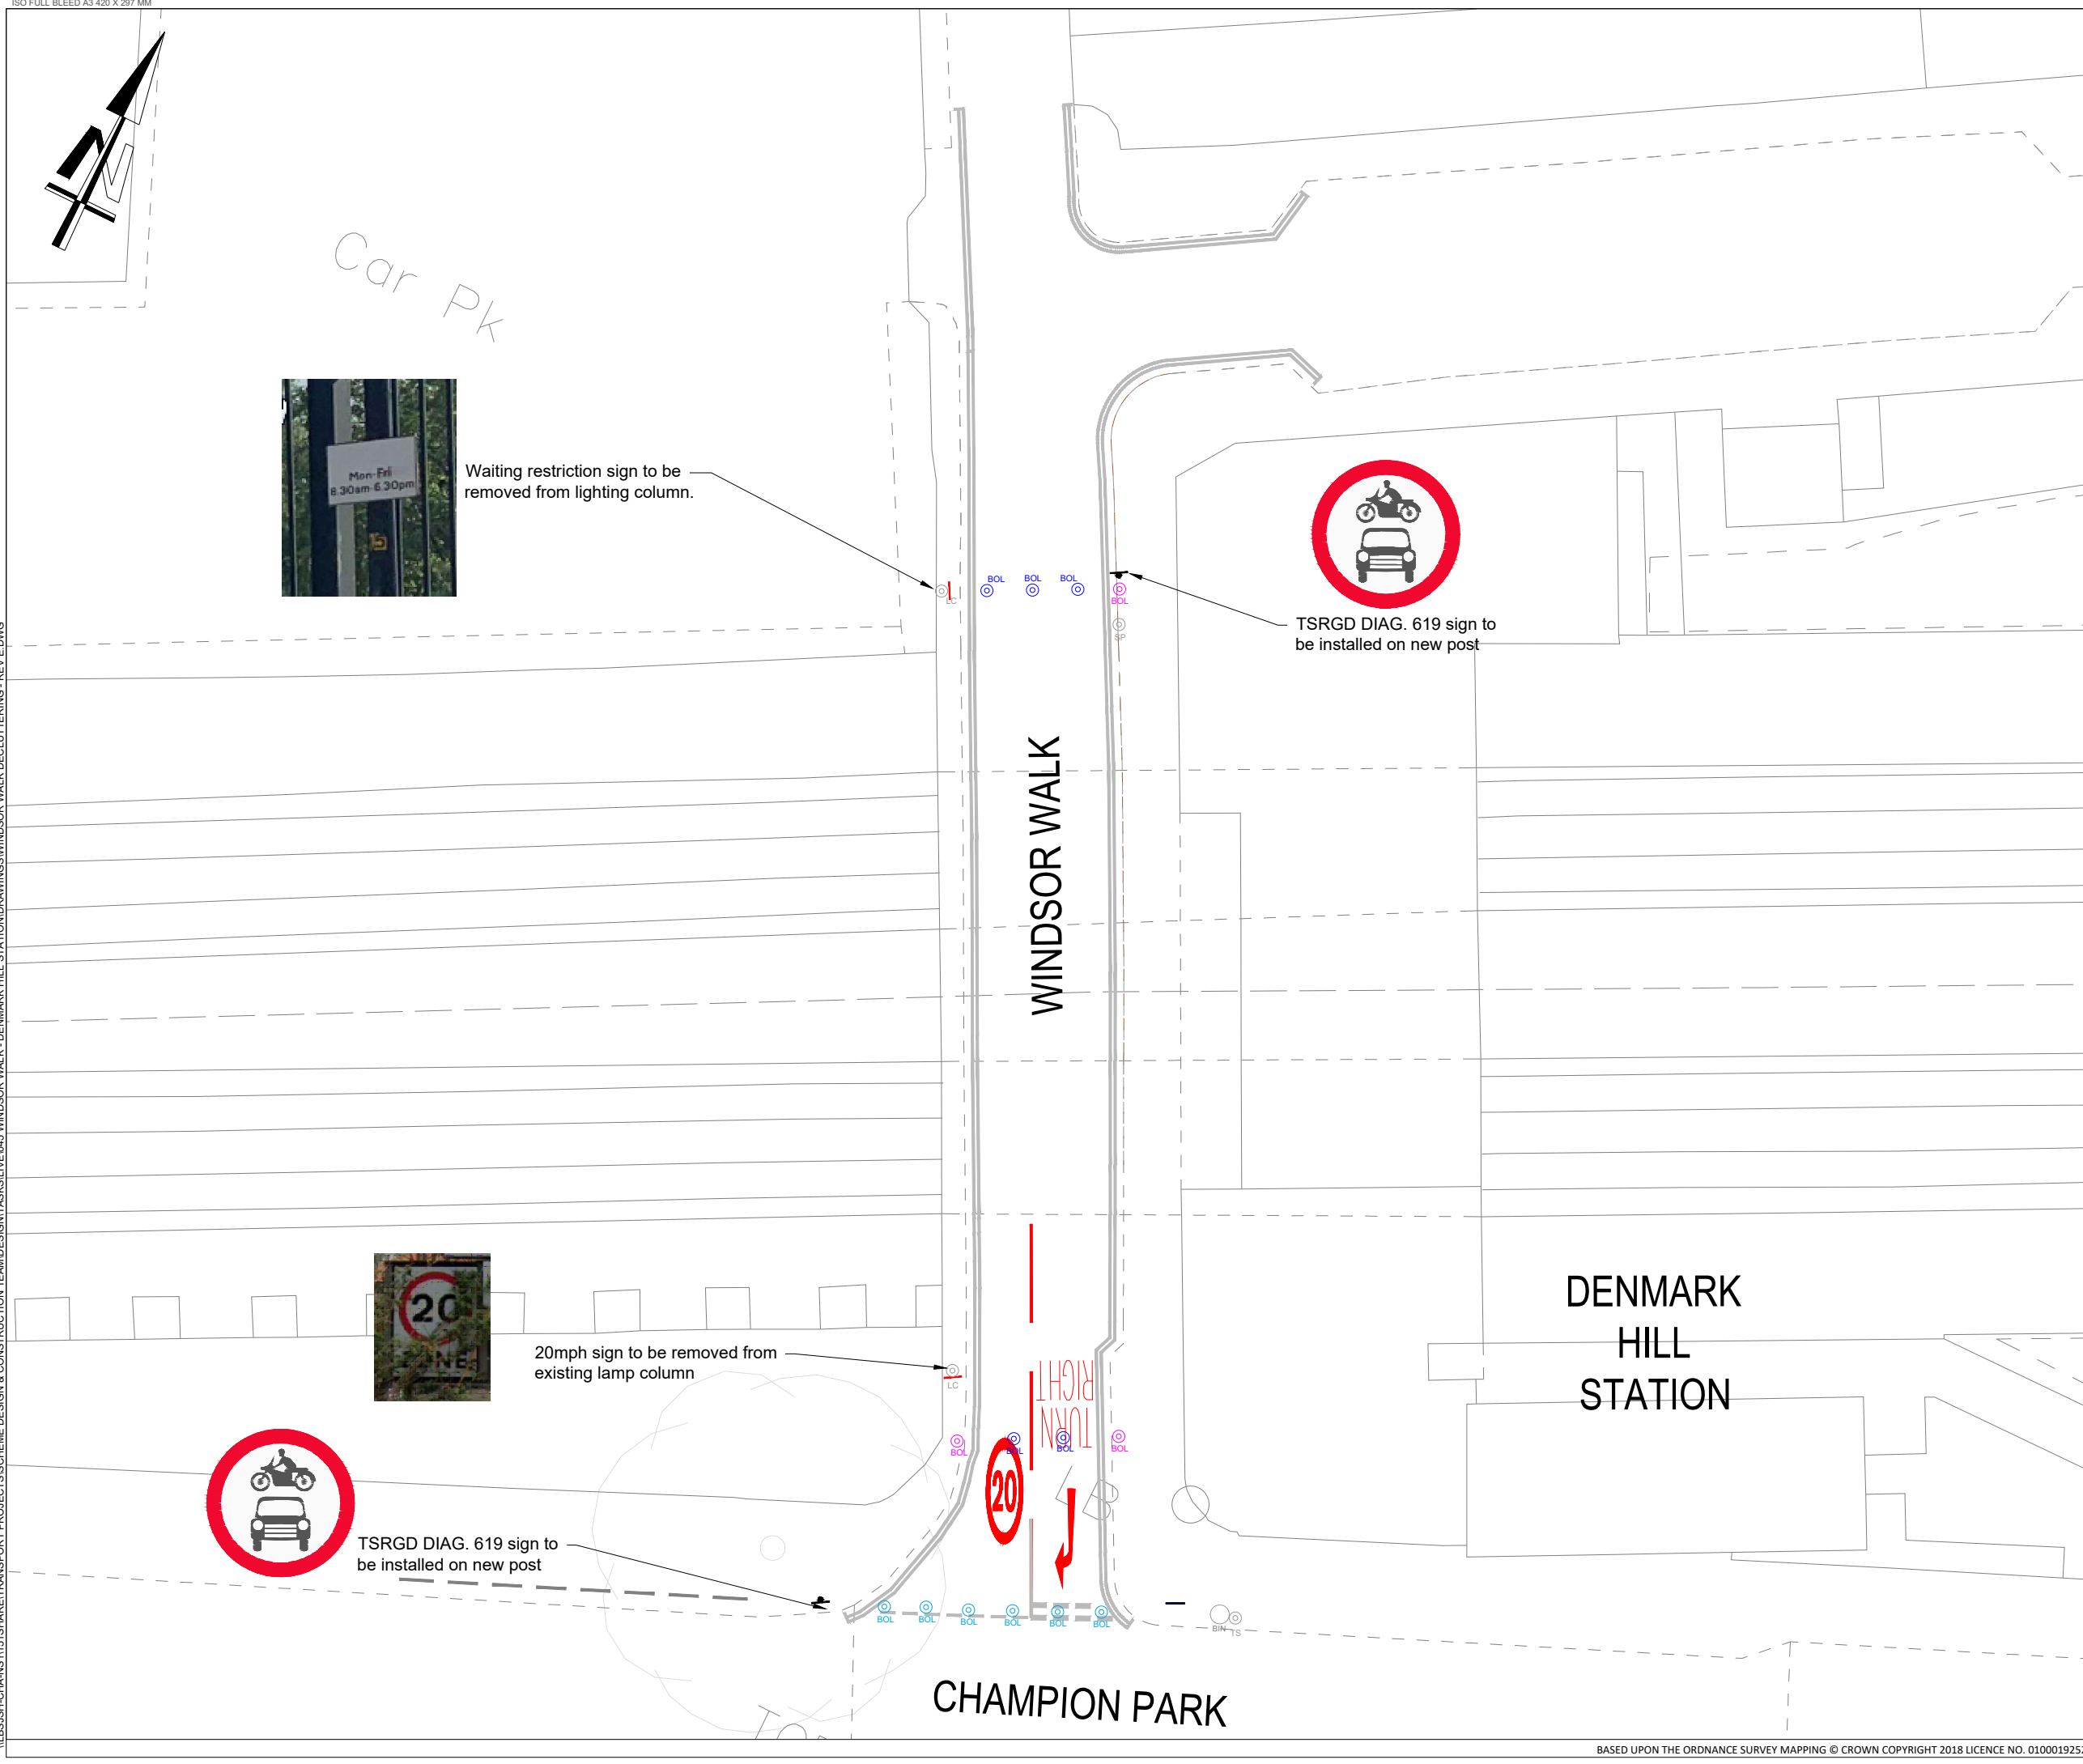 ISO FULL BLEED A3 420 X 297 MM
N
Car Pk
Mon-Fri
8.30am-6.30pm
15
Waiting restriction sign to be
removed from lighting column.
LC
BOL
BOL
BOL
BOL
SP
TSRGD DIAG. 619 sign to
be installed on new post
WINDSOR WALK
DENMARK
HILL
STATION
20
ZONE
20mph sign to be removed from
existing lamp column
LC
TURN
RIGHT
BOL
BOL
BOL
BOL
20
LB
TSRGD DIAG. 619 sign to
be installed on new post
BOL
BOL
BOL
BOL
BOL
BOL
BIN
TS
CHAMPION PARK
BASED UPON THE ORDNANCE SURVEY MAPPING © CROWN COPYRIGHT 2018 LICENCE NO. 0100019252